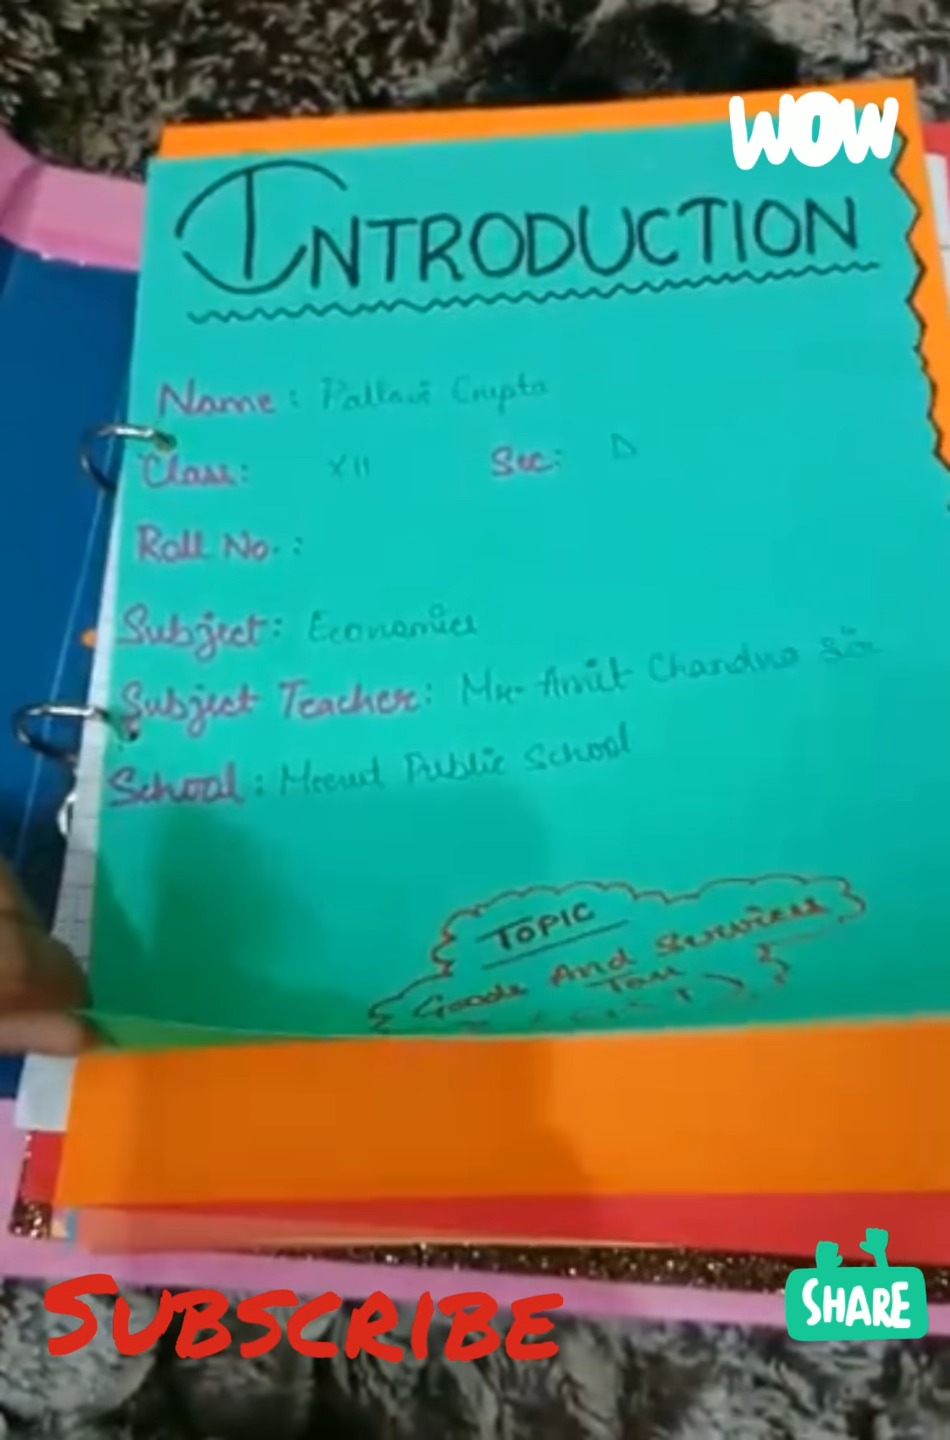 WOW
INTRODUCTION
Name: Pallavi Gupta
Class: XII Sec: D
Roll No.:
Subject: Economics
Subject Teacher: Mr. Amit Chandna Sir
School: Meerut Public School
TOPIC
Goods And Services
Tax
SUBSCRIBE
SHARE